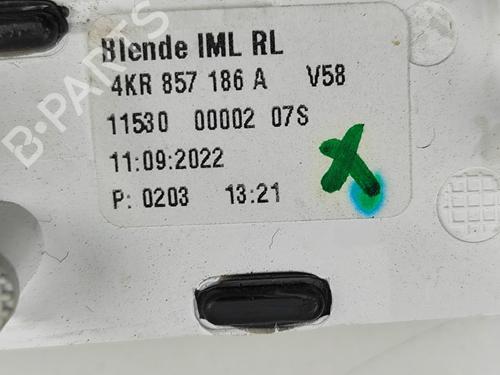 B-PARTS
Blende IML RL
4KR 857 186 A V58
11530 00002 07S
11:09:2022
P: 0203 13:21